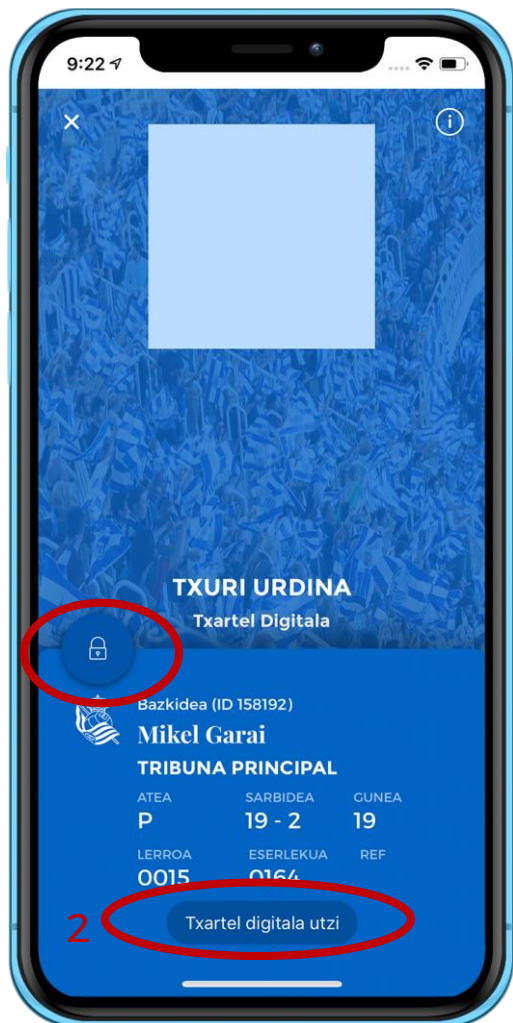 9:22
TXURI URDINA
Txartel Digitala
Bazkidea (ID 158192)
Mikel Garai
TRIBUNA PRINCIPAL
ATEA SARBIDEA GUNEA
P 19 - 2 19
LERROA ESERLEKUA REF
0015 0164
2 Txartel digitala utzi